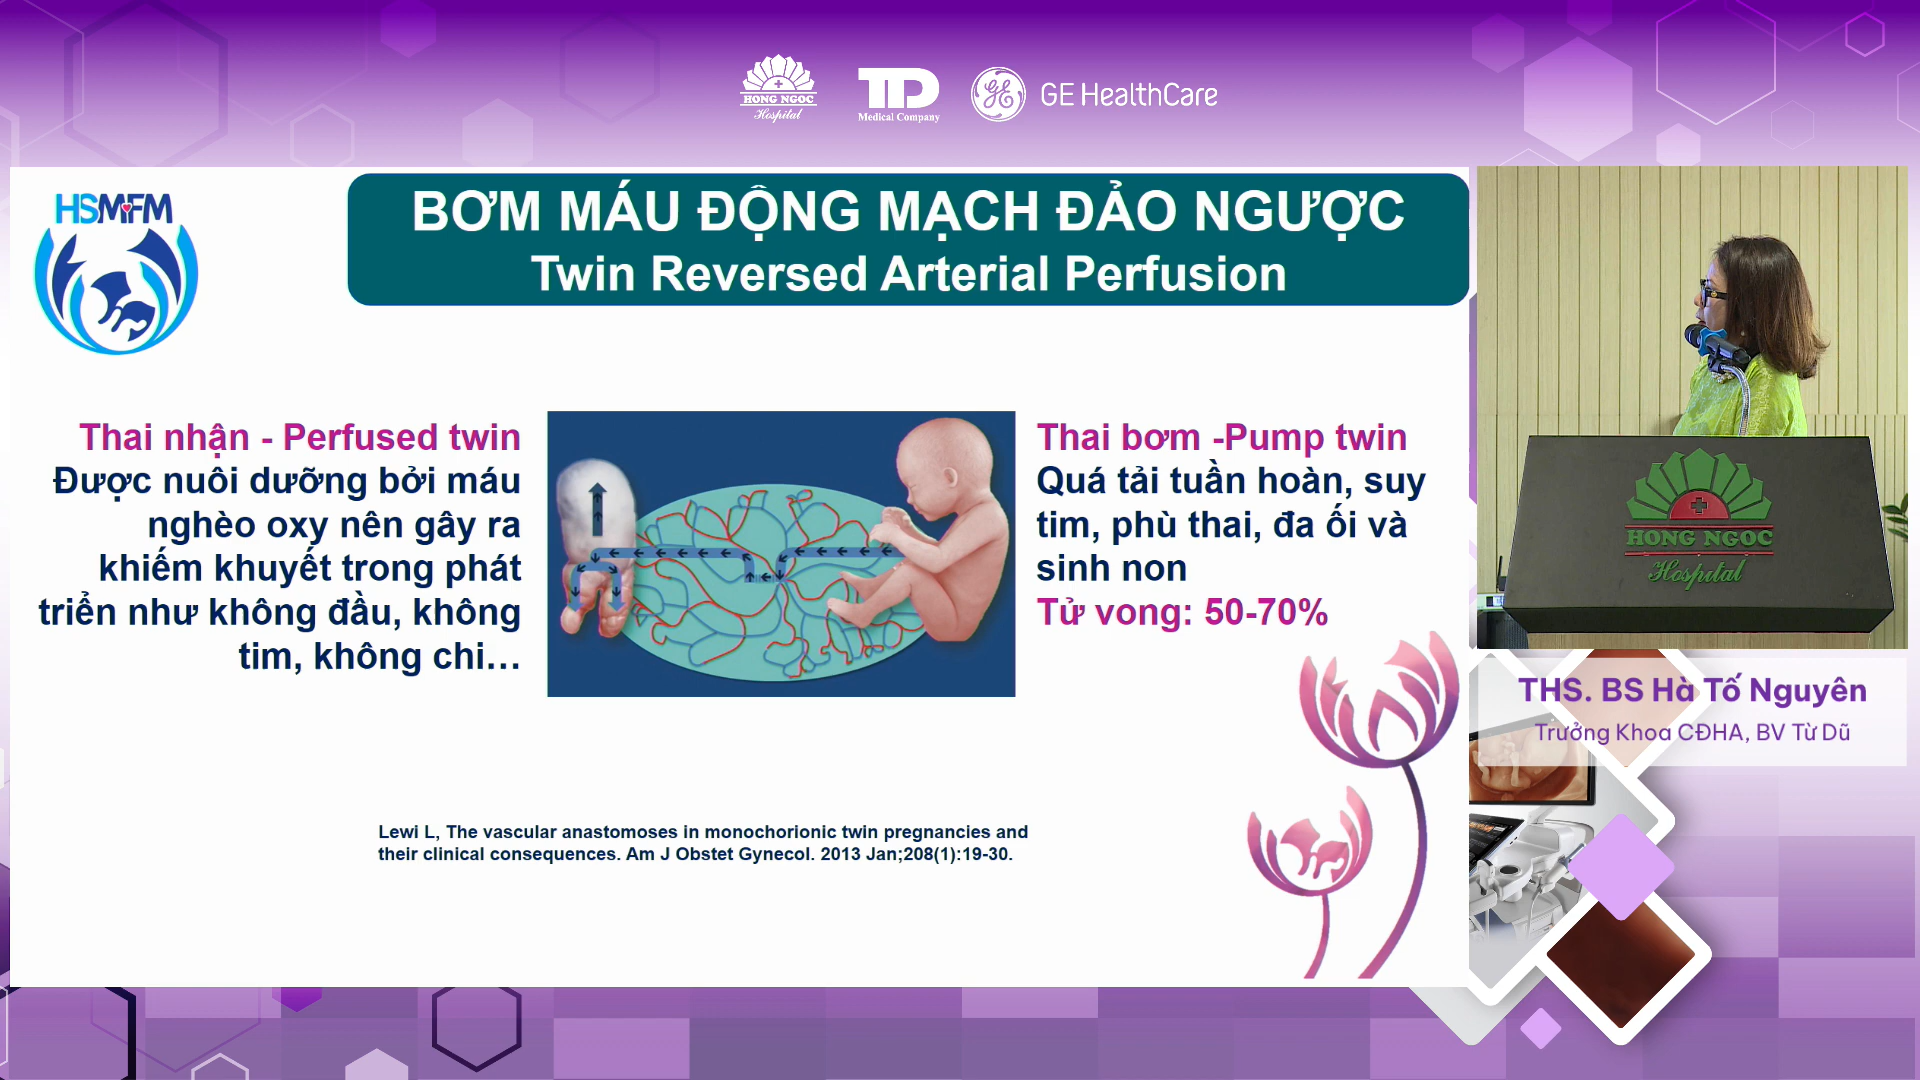 HONG NGOC
Hospital
TD
Medical Company
GE HealthCare
HSMFM
BƠM MÁU ĐỘNG MẠCH ĐẢO NGƯỢC
Twin Reversed Arterial Perfusion
Thai nhận - Perfused twin
Được nuôi dưỡng bởi máu
nghèo oxy nên gây ra
khiếm khuyết trong phát
triển như không đầu, không
tim, không chi...
Thai bơm -Pump twin
Quá tải tuần hoàn, suy
tim, phù thai, đa ối và
sinh non
Tử vong: 50-70%
Lewi L, The vascular anastomoses in monochorionic twin pregnancies and
their clinical consequences. Am J Obstet Gynecol. 2013 Jan;208(1):19-30.
HONG NGOC
Hospital
THS. BS Hà Tố Nguyên
Trưởng Khoa CĐHA, BV Từ Dũ